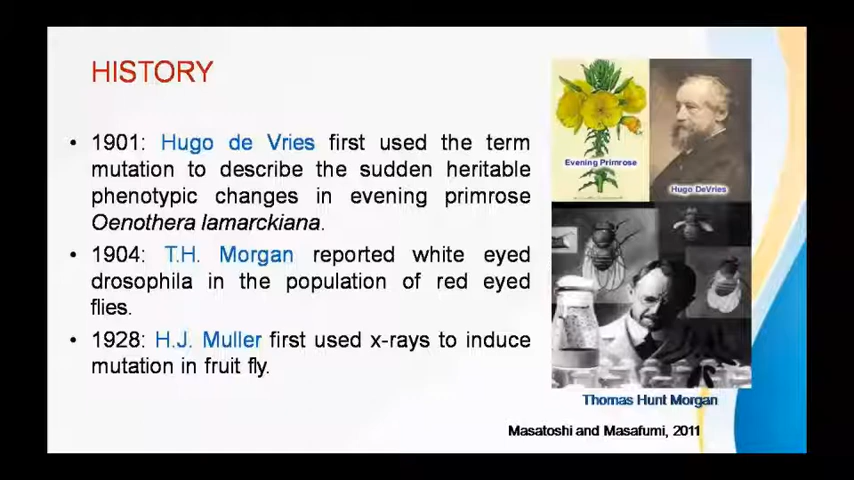 HISTORY
• 1901: Hugo de Vries first used the term
mutation to describe the sudden heritable
phenotypic changes in evening primrose
Oenothera lamarckiana.
• 1904: T.H. Morgan reported white eyed
drosophila in the population of red eyed
flies.
• 1928: H.J. Muller first used x-rays to induce
mutation in fruit fly.
Evening Primrose
Hugo DeVries
Thomas Hunt Morgan
Masatoshi and Masafumi, 2011